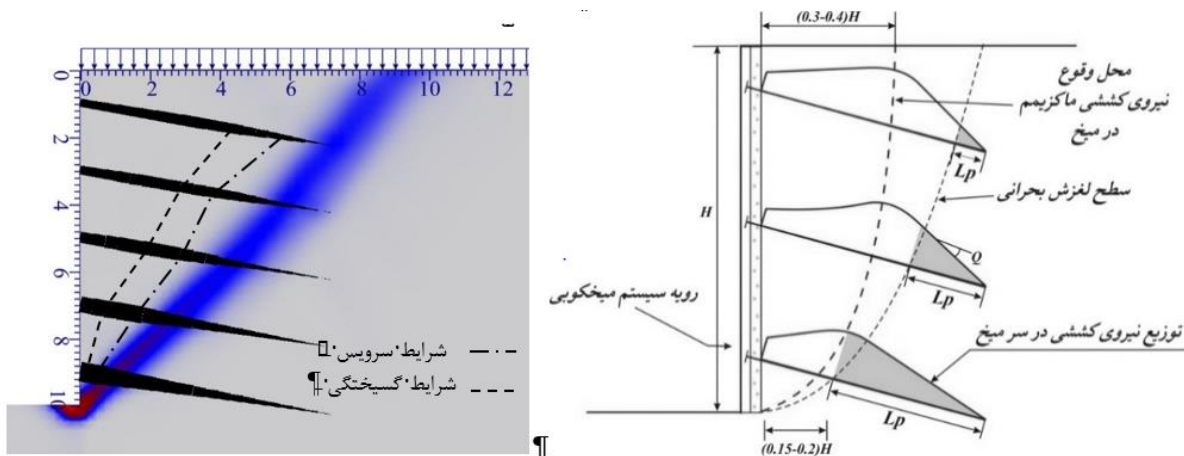 0 2 4 6 8 10 12
0
2
4
6
8
10
شرایط سرویس
شرایط گسیختگی ¶
¶
(0.3-0.4)H
محل وقوع
نیروی کششی ماکزیمم
در میخ
Lp
سطح لغزش بحرانی
H
Q
Lp
رویه سیستم میخکوبی
توزیع نیروی کششی در سر میخ
Lp
(0.15-0.2)H